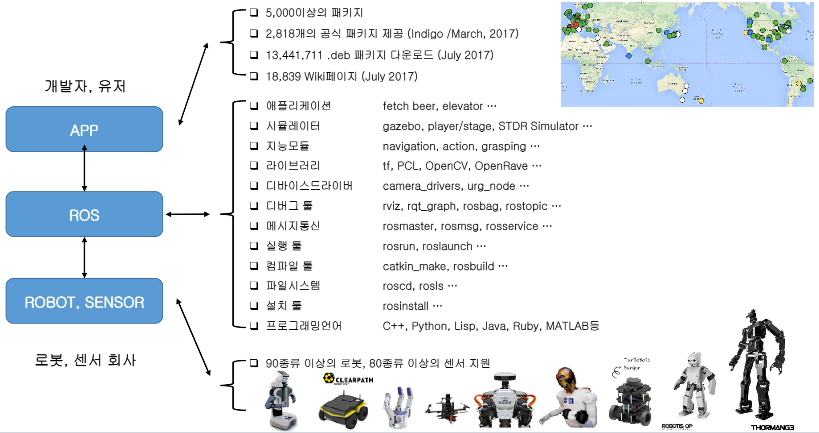 개발자, 유저
APP
ROS
ROBOT, SENSOR
로봇, 센서 회사
❑ 5,000이상의 패키지
❑ 2,818개의 공식 패키지 제공 (Indigo /March, 2017)
❑ 13,441,711 .deb 패키지 다운로드 (July 2017)
❑ 18,839 Wiki페이지 (July 2017)
❑ 애플리케이션 fetch beer, elevator ⋯
❑ 시뮬레이터 gazebo, player/stage, STDR Simulator ⋯
❑ 지능모듈 navigation, action, grasping ⋯
❑ 라이브러리 tf, PCL, OpenCV, OpenRave ⋯
❑ 디바이스드라이버 camera_drivers, urg_node ⋯
❑ 디버그 툴 rviz, rqt_graph, rosbag, rostopic ⋯
❑ 메시지통신 rosmaster, rosmsg, rosservice ⋯
❑ 실행 툴 rosrun, roslaunch ⋯
❑ 컴파일 툴 catkin_make, rosbuild ⋯
❑ 파일시스템 roscd, rosls ⋯
❑ 설치 툴 rosinstall ⋯
❑ 프로그래밍언어 C++, Python, Lisp, Java, Ruby, MATLAB등
❑ 90종류 이상의 로봇, 80종류 이상의 센서 지원
CLEARPATH
TurtleBot3
Burger
ROBOTIS OP
THORMANG3